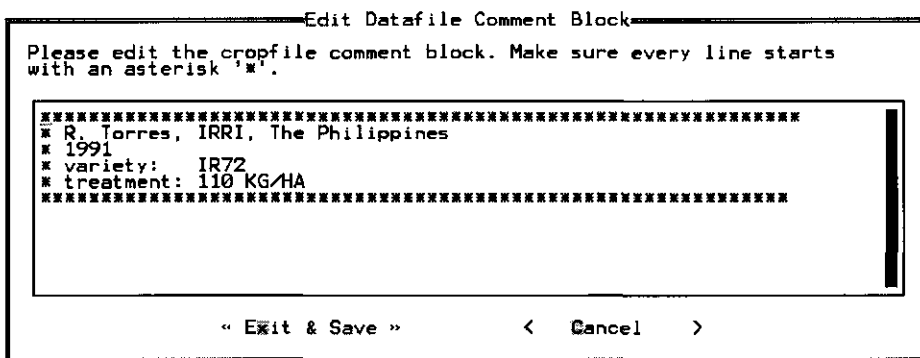 Edit Datafile Comment Block
Please edit the cropfile comment block. Make sure every line starts
with an asterisk '*'.
***************************************************************
* R. Torres, IRRI, The Philippines
* 1991
* variety:   IR72
* treatment: 110 KG/HA
**************************************************************
« Exit & Save »   <   Cancel   >